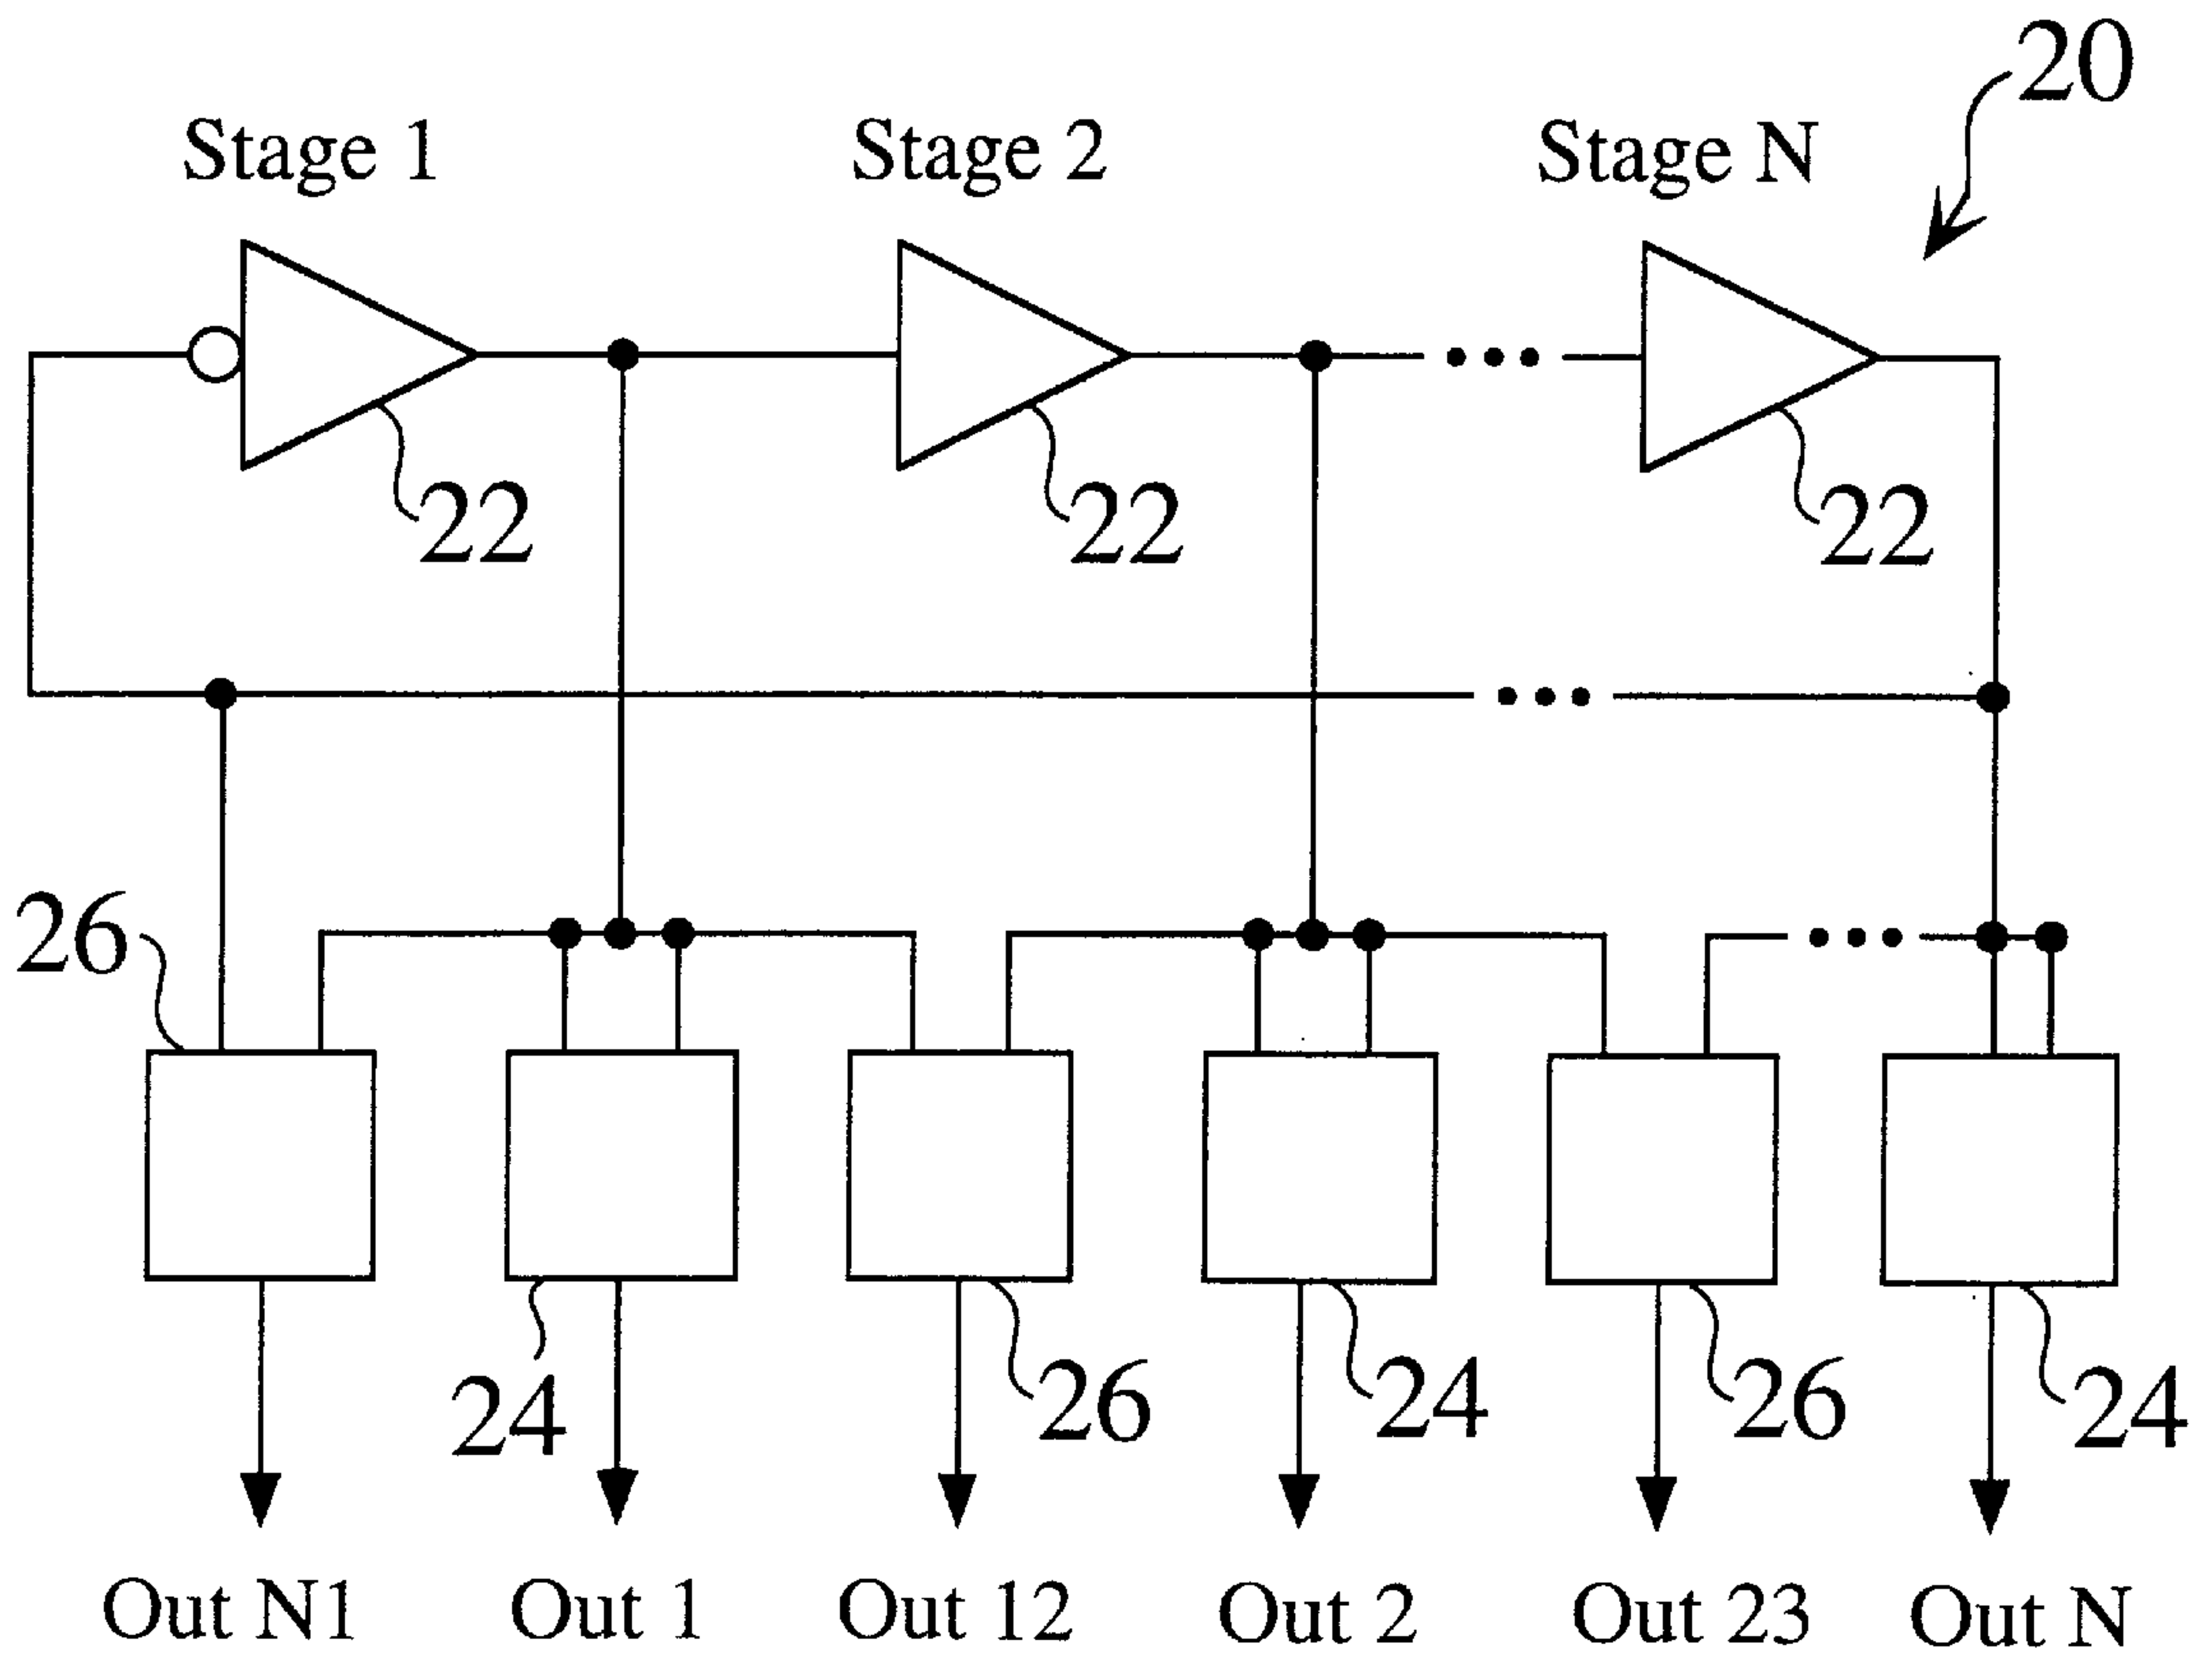 20
Stage 1 Stage 2 Stage N
22 22 22
26
24 26 24 26 24
Out N1 Out 1 Out 12 Out 2 Out 23 Out N